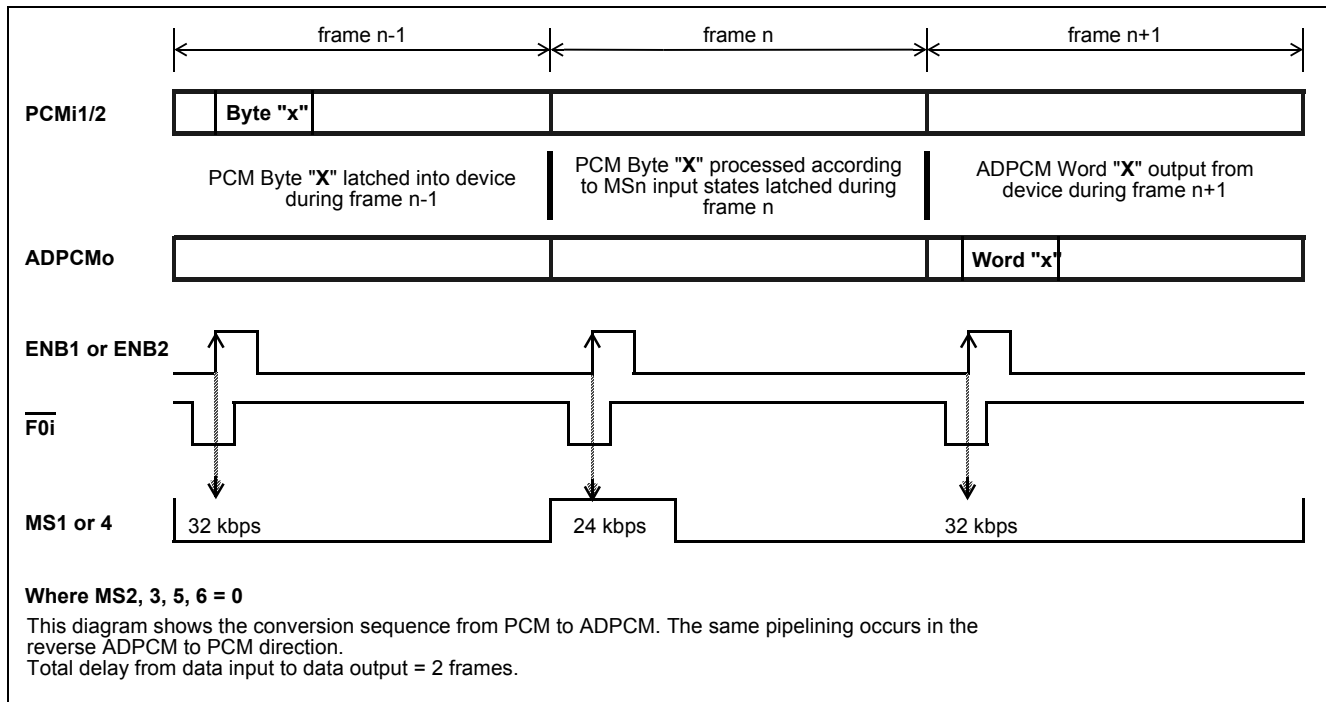 frame n-1
frame n
frame n+1
PCMi1/2
Byte "x"
PCM Byte "X" latched into device
during frame n-1
PCM Byte "X" processed according
to MSn input states latched during
frame n
ADPCM Word "X" output from
device during frame n+1
ADPCMo
Word "x"
ENB1 or ENB2
F0i
MS1 or 4
32 kbps
24 kbps
32 kbps
Where MS2, 3, 5, 6 = 0
This diagram shows the conversion sequence from PCM to ADPCM. The same pipelining occurs in the
reverse ADPCM to PCM direction.
Total delay from data input to data output = 2 frames.